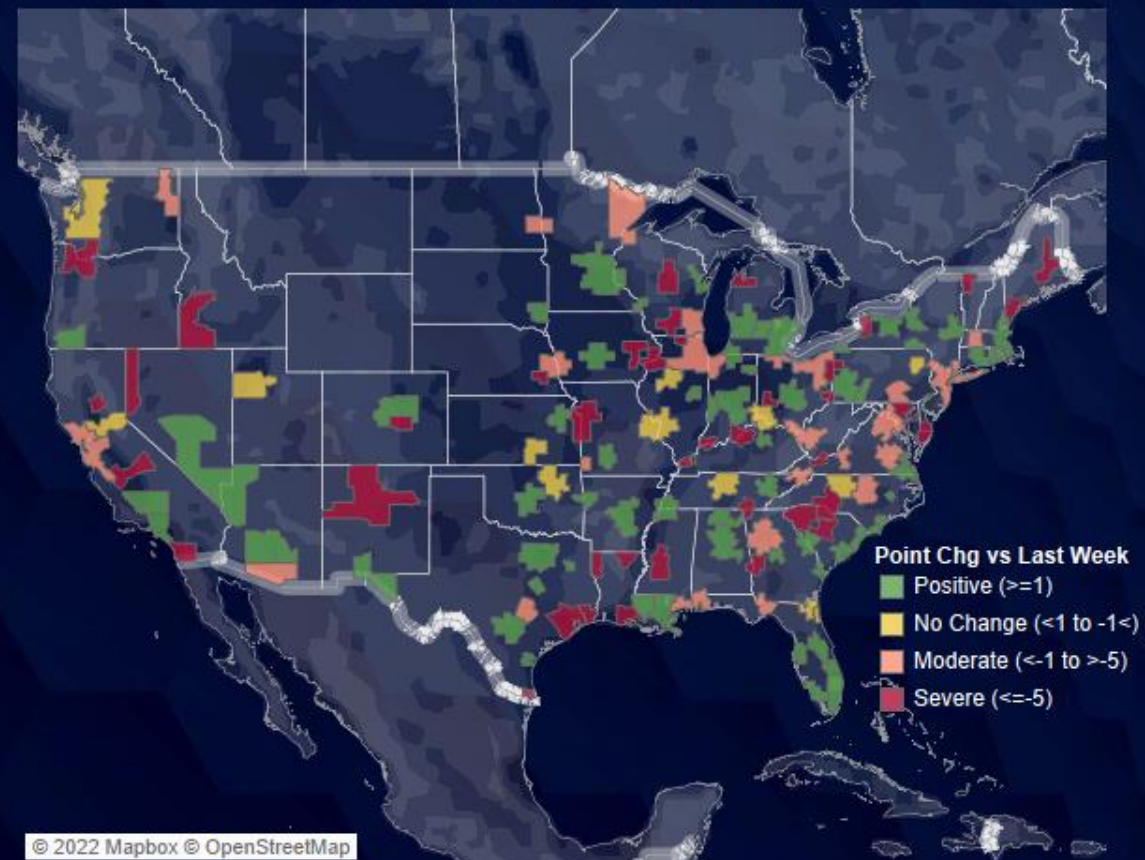 Point Chg vs Last Week
Positive (>=1)
No Change (<1 to -1<)
Moderate (<-1 to >-5)
Severe (<=-5)
© 2022 Mapbox © OpenStreetMap